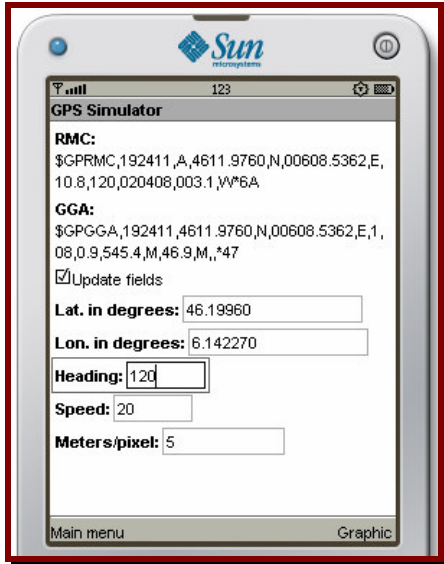 Sun
microsystems
123
GPS Simulator
RMC:
$GPRMC,192411,A,4611.9760,N,00608.5362,E,
10.8,120,020408,003.1,W*6A
GGA:
$GPGGA,192411,4611.9760,N,00608.5362,E,1,
08,0.9,545.4,M,46.9,M,,*47
Update fields
Lat. in degrees: 46.19960
Lon. in degrees: 6.142270
Heading: 120
Speed: 20
Meters/pixel: 5
Main menu Graphic